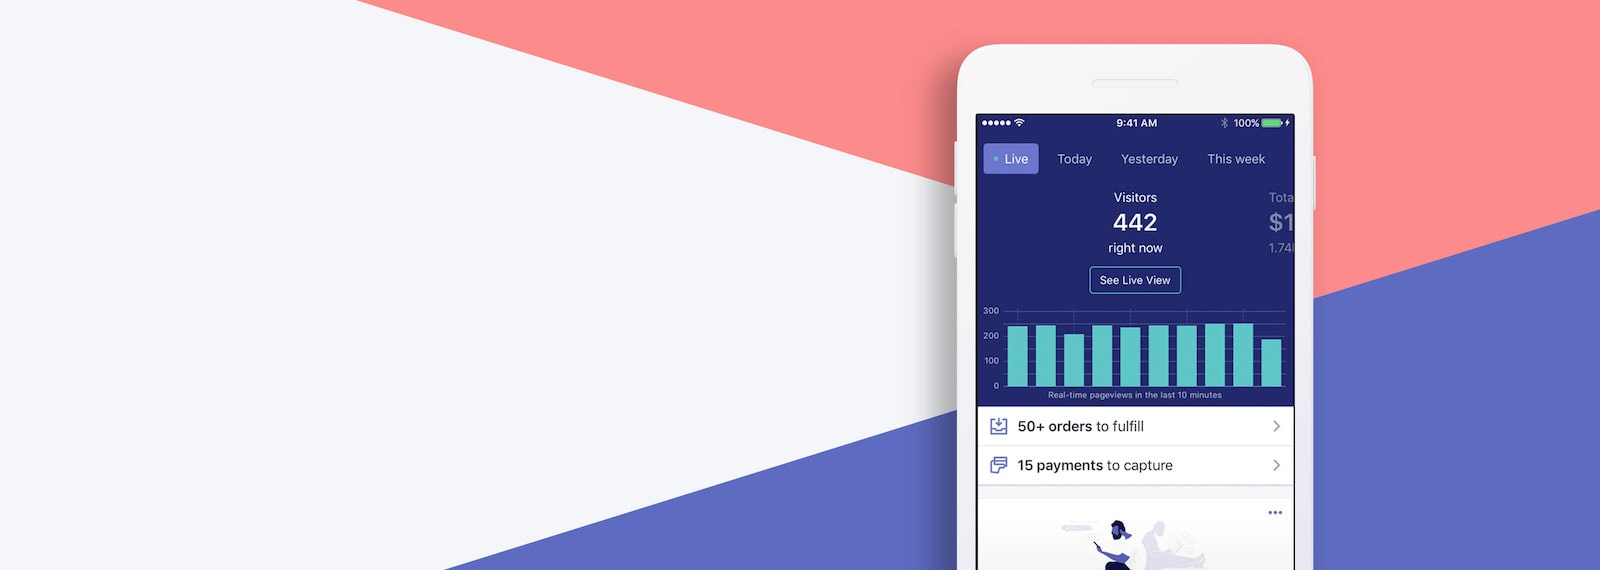 9:41 AM
100%
Live
Today
Yesterday
This week
Visitors
442
right now
Tota
$1
1.74
See Live View
300
200
100
0
Real-time pageviews in the last 10 minutes
50+ orders to fulfill
15 payments to capture